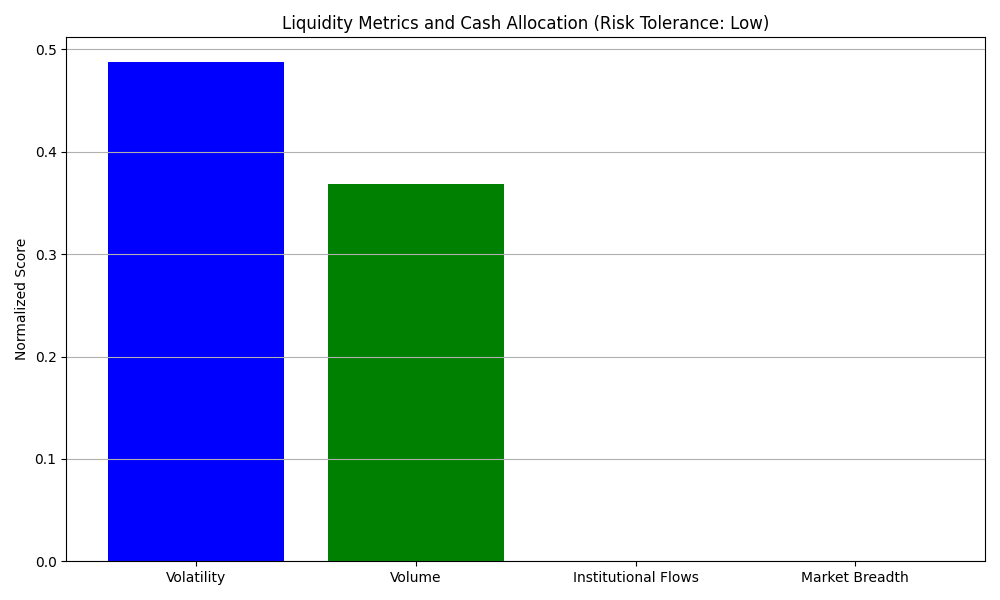 Liquidity Metrics and Cash Allocation (Risk Tolerance: Low)
Normalized Score
0.5
0.4
0.3
0.2
0.1
0.0
Volatility
Volume
Institutional Flows
Market Breadth